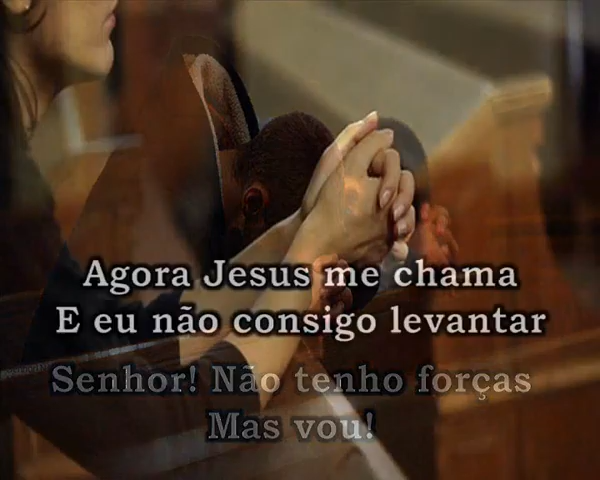 Agora Jesus me chama
E eu não consigo levantar
Senhor! Não tenho forças
Mas vou!